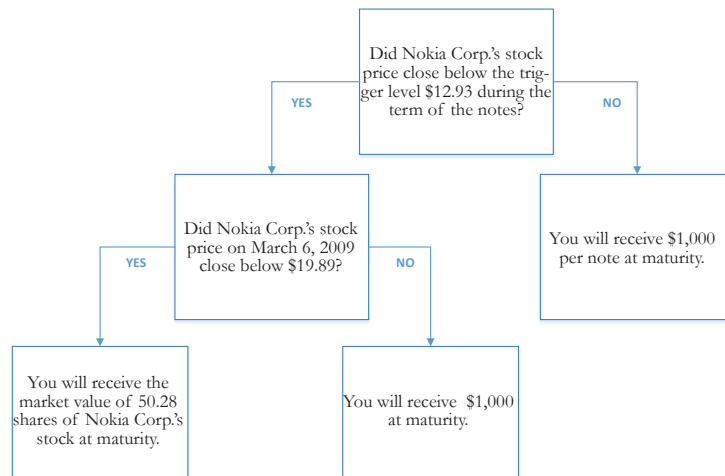 Did Nokia Corp.'s stock
price close below the trig-
ger level $12.93 during the
term of the notes?
YES
NO
Did Nokia Corp.'s stock
price on March 6, 2009
close below $19.89?
You will receive $1,000
per note at maturity.
YES
NO
You will receive the
market value of 50.28
shares of Nokia Corp.'s
stock at maturity.
You will receive $1,000
at maturity.